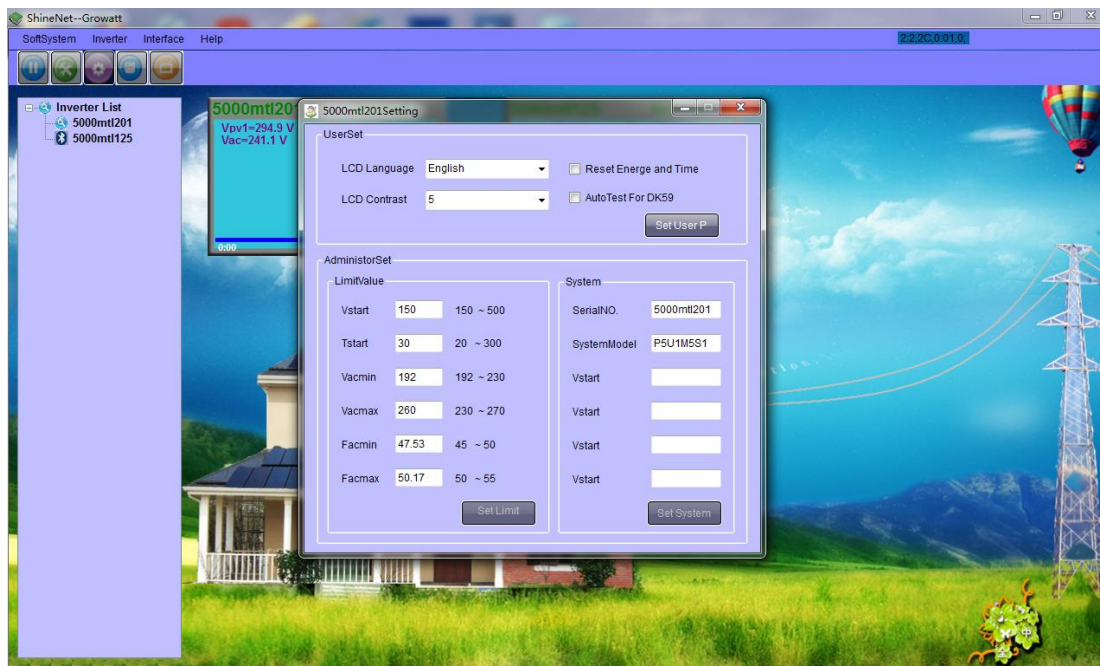 ShineNet--Growatt
SoftSystem Inverter Interface Help
2:2,2C,0:01,0;
Inverter List
5000mtl201
5000mtl125
5000mtl201
Vpv1=294.9 V
Vac=241.1 V
0:00
5000mtl201Setting
UserSet
LCD Language English Reset Energe and Time
LCD Contrast 5 AutoTest For DK59
Set User P
AdministorSet
LimitValue
Vstart 150 150 ~ 500
Tstart 30 20 ~ 300
Vacmin 192 192 ~ 230
Vacmax 260 230 ~ 270
Facmin 47.53 45 ~ 50
Facmax 50.17 50 ~ 55
Set Limit
System
SerialNO. 5000mtl201
SystemModel P5U1M5S1
Vstart
Vstart
Vstart
Vstart
Set System
中
全